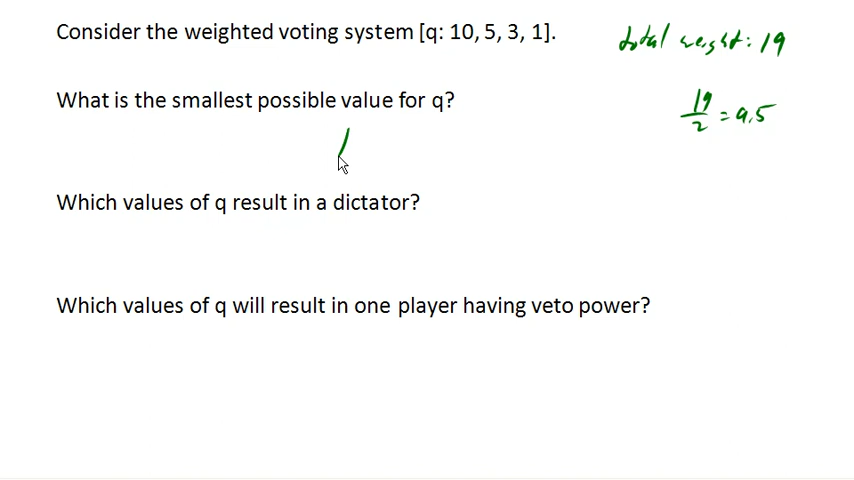 Consider the weighted voting system [q: 10, 5, 3, 1].
total weight: 19
What is the smallest possible value for q?
19/2 = 9.5
Which values of q result in a dictator?
Which values of q will result in one player having veto power?